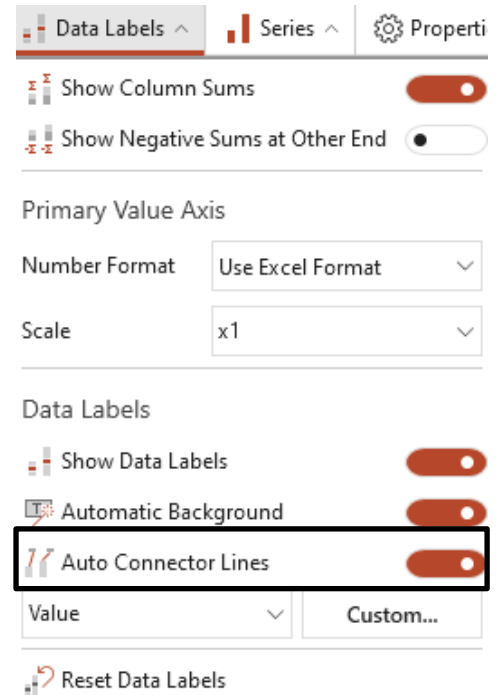 Data Labels Series Properti
Show Column Sums
Show Negative Sums at Other End
Primary Value Axis
Number Format Use Excel Format
Scale x1
Data Labels
Show Data Labels
Automatic Background
Auto Connector Lines
Value Custom...
Reset Data Labels